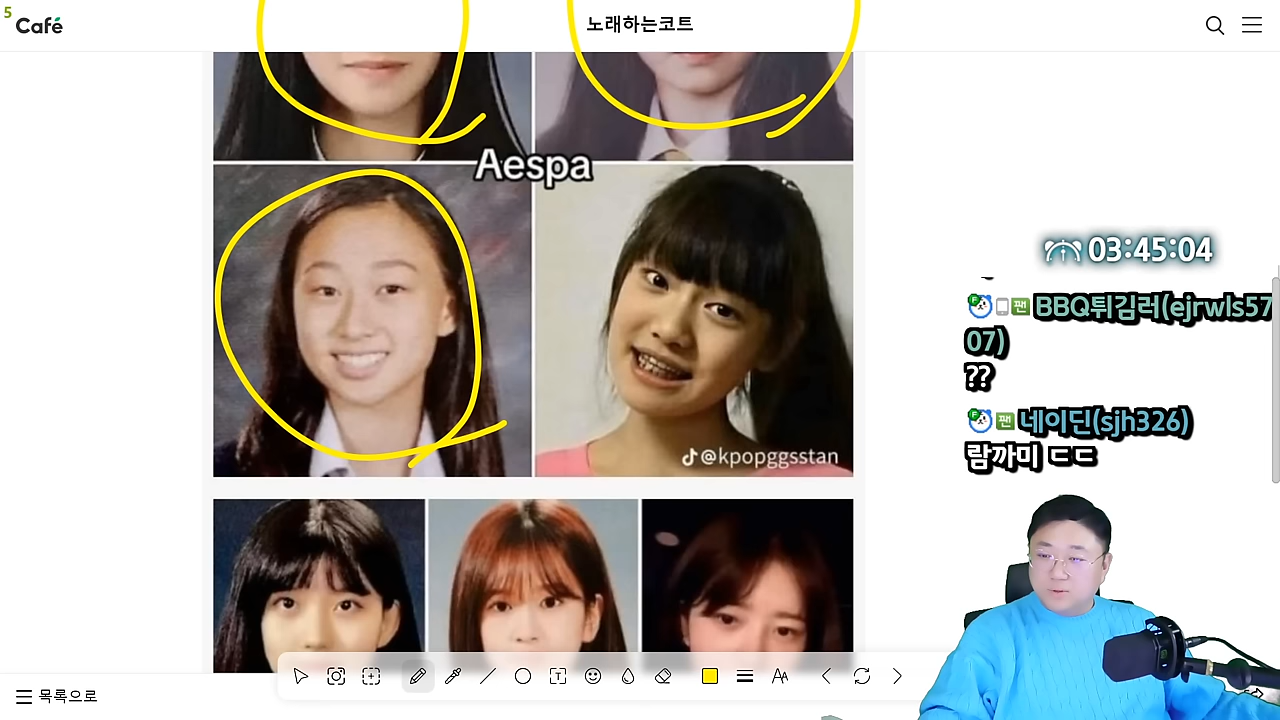 5
Café
노래하는코트
Aespa
03:45:04
BBQ튀김러(ejrwls57
07)
??
네이딘(sjh326)
람까미 ㄷㄷ
@kpopggsstan
목록으로